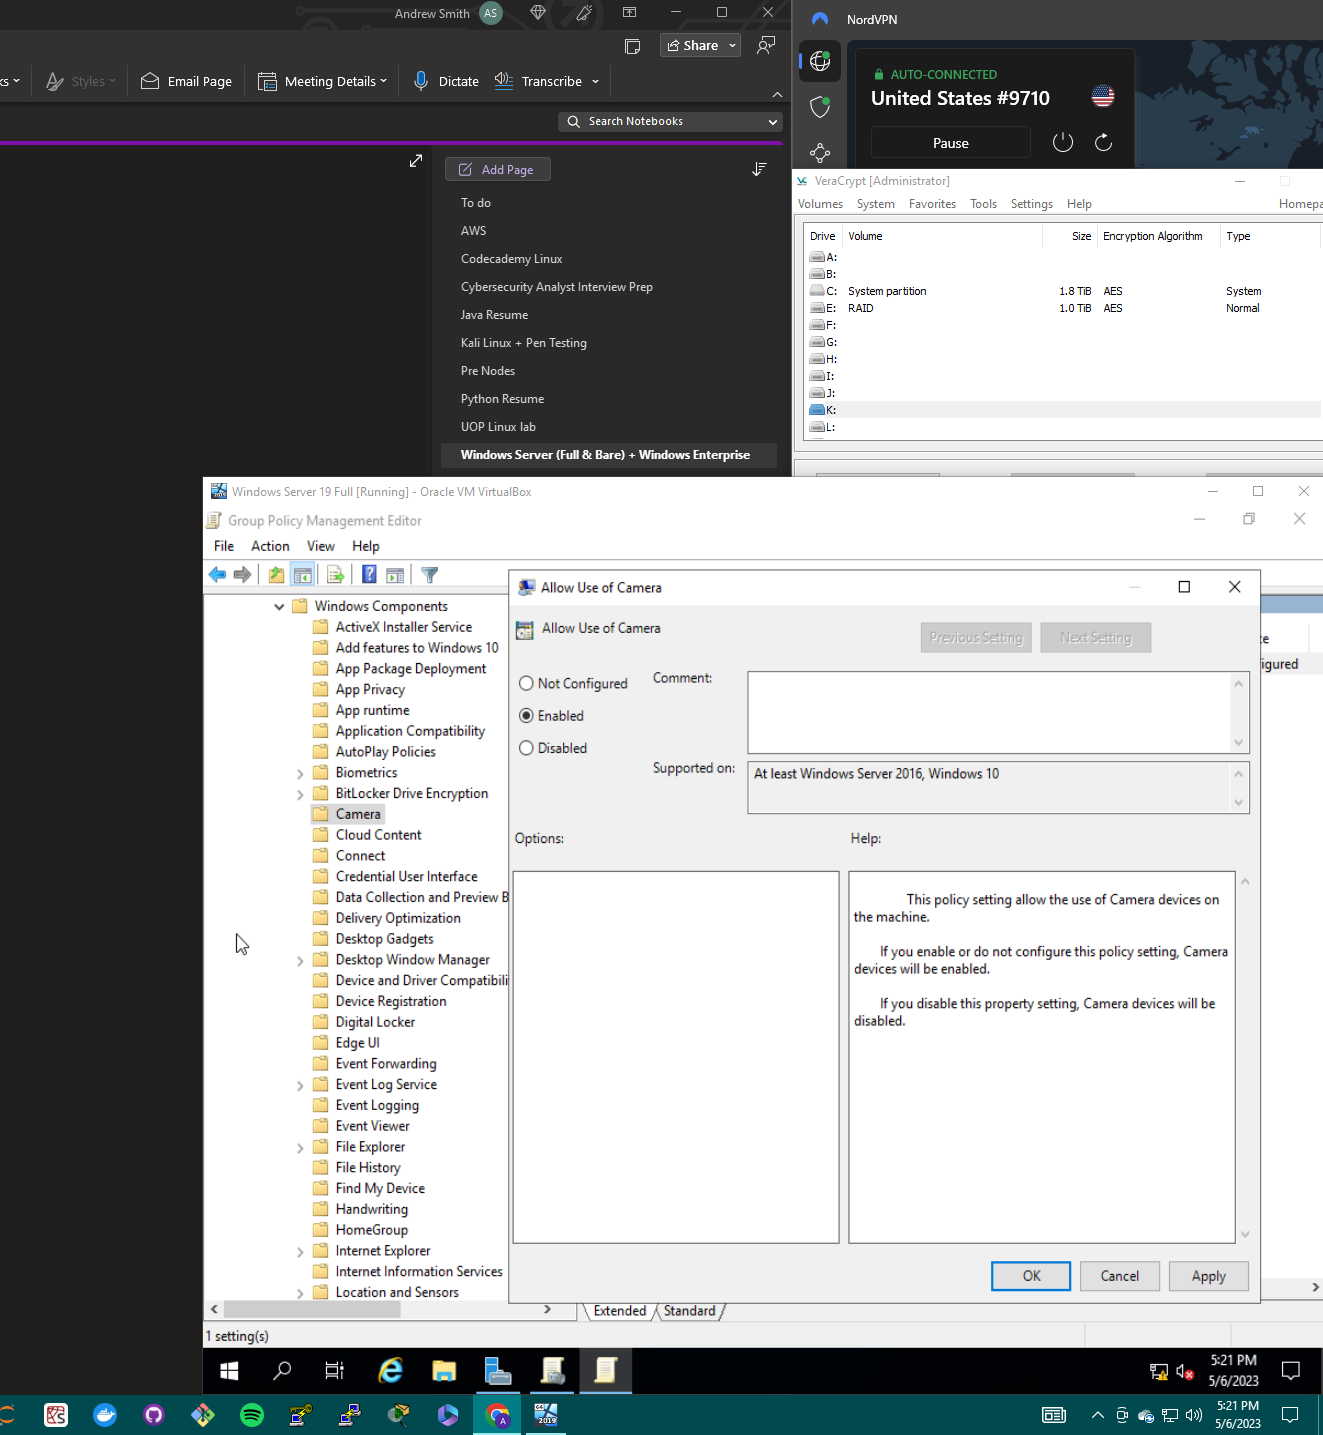 Andrew Smith AS
Share
ks
Styles
Email Page
Meeting Details
Dictate
Transcribe
Search Notebooks
Add Page
To do
AWS
Codecademy Linux
Cybersecurity Analyst Interview Prep
Java Resume
Kali Linux + Pen Testing
Pre Nodes
Python Resume
UOP Linux lab
Windows Server (Full & Bare) + Windows Enterprise
NordVPN
AUTO-CONNECTED
United States #9710
Pause
VeraCrypt [Administrator]
Volumes System Favorites Tools Settings Help Homepa
Drive Volume Size Encryption Algorithm Type
A:
B:
C: System partition 1.8 TiB AES System
E: RAID 1.0 TiB AES Normal
F:
G:
H:
I:
J:
K:
L:
Windows Server 19 Full [Running] - Oracle VM VirtualBox
Group Policy Management Editor
File Action View Help
Windows Components
ActiveX Installer Service
Add features to Windows 10
App Package Deployment
App Privacy
App runtime
Application Compatibility
AutoPlay Policies
Biometrics
BitLocker Drive Encryption
Camera
Cloud Content
Connect
Credential User Interface
Data Collection and Preview B
Delivery Optimization
Desktop Gadgets
Desktop Window Manager
Device and Driver Compatibili
Device Registration
Digital Locker
Edge UI
Event Forwarding
Event Log Service
Event Logging
Event Viewer
File Explorer
File History
Find My Device
Handwriting
HomeGroup
Internet Explorer
Internet Information Services
Location and Sensors
Allow Use of Camera
Allow Use of Camera
Previous Setting
Next Setting
Not Configured
Enabled
Disabled
Comment:
Supported on:
At least Windows Server 2016, Windows 10
Options:
Help:
This policy setting allow the use of Camera devices on
the machine.
If you enable or do not configure this policy setting, Camera
devices will be enabled.
If you disable this property setting, Camera devices will be
disabled.
OK
Cancel
Apply
te
igured
Extended Standard
1 setting(s)
5:21 PM
5/6/2023
5:21 PM
5/6/2023